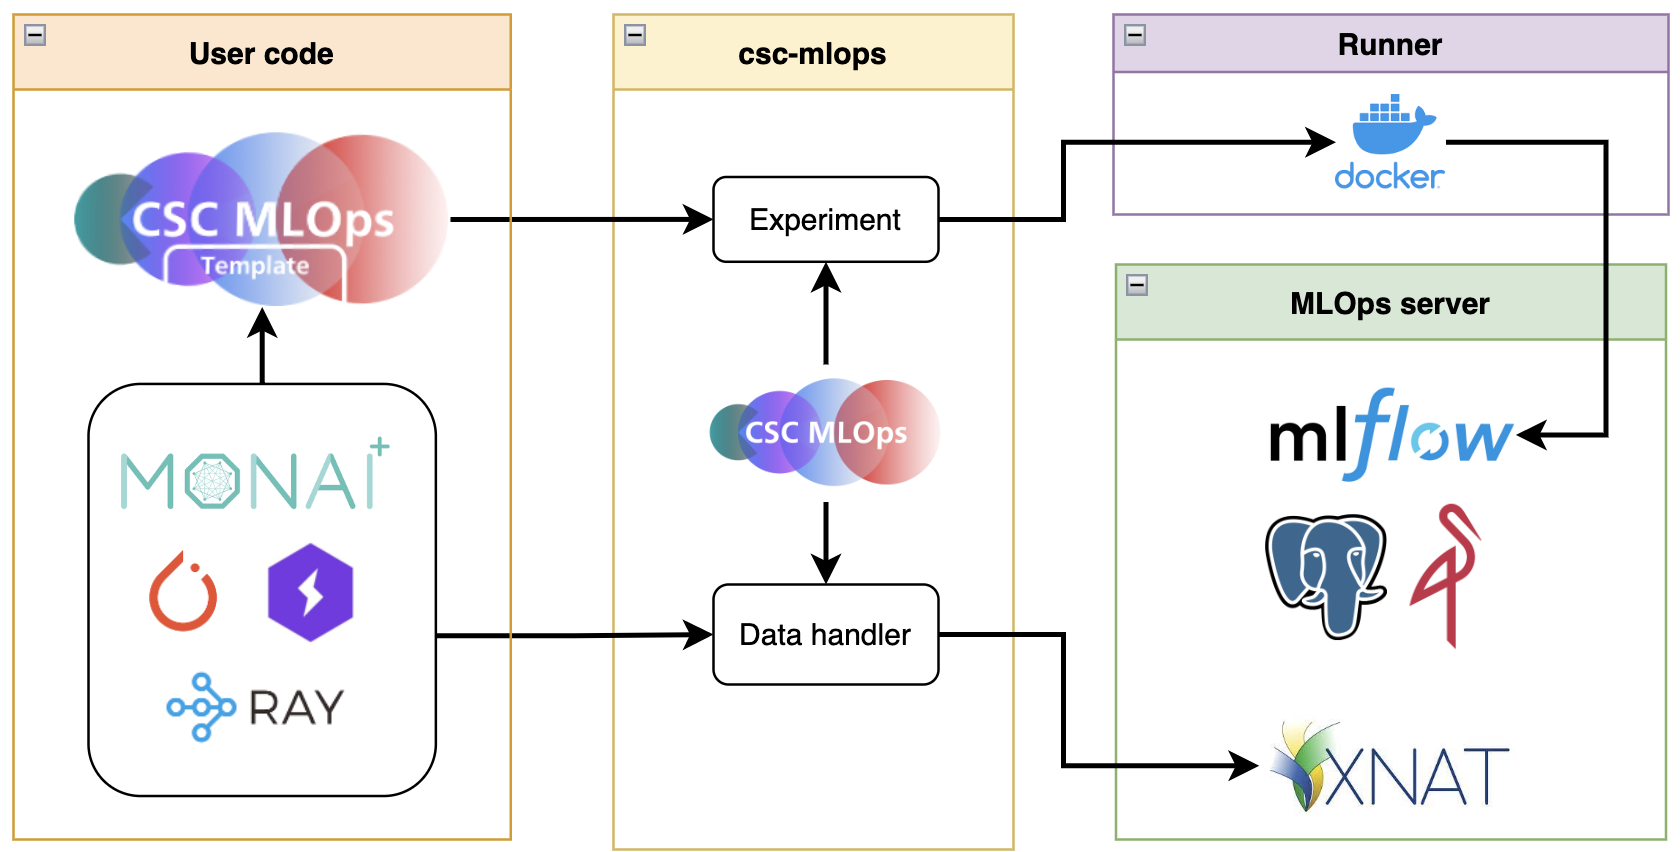 User code
CSC MLOps
Template
MONAI
RAY
csc-mlops
Experiment
CSC MLOps
Data handler
Runner
docker
MLOps server
mlflow
XNAT